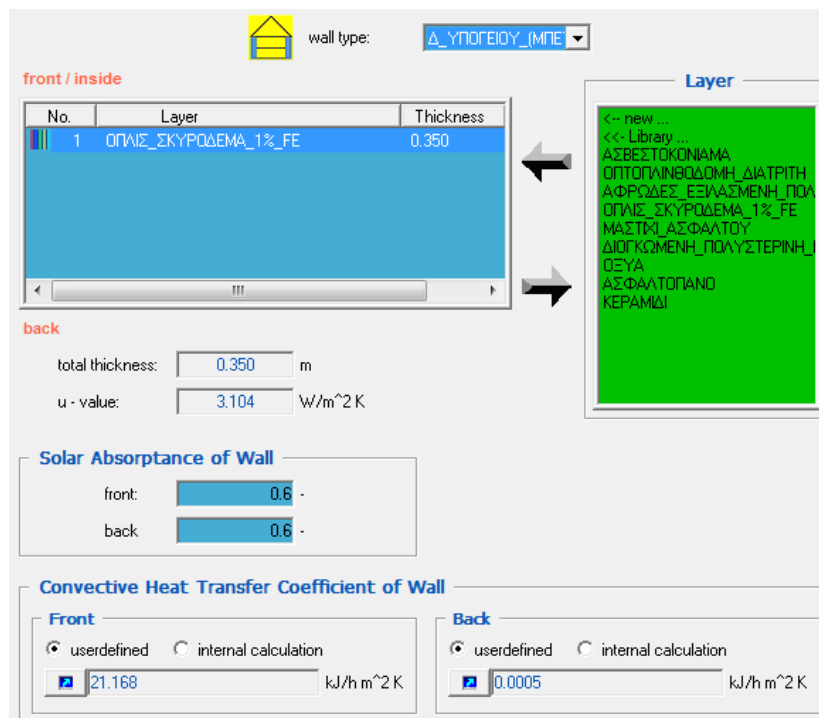 wall type: Δ_ΥΠΟΓΕΙΟΥ_(ΜΠΕ
front / inside
Layer
No. Layer Thickness
1 ΟΠΛΙΣ_ΣΚΥΡΟΔΕΜΑ_1%_FE 0.350
<-- new ...
<<- Library ...
ΑΣΒΕΣΤΟΚΟΝΙΑΜΑ
ΟΠΤΟΠΛΙΝΘΟΔΟΜΗ_ΔΙΑΤΡΙΤΗ
ΑΦΡΩΔΕΣ_ΕΞΙΛΑΣΜΕΝΗ_ΠΟΛ
ΟΠΛΙΣ_ΣΚΥΡΟΔΕΜΑ_1%_FE
ΜΑΣΤΙΧΙ_ΑΣΦΑΛΤΟΥ
ΔΙΟΓΚΩΜΕΝΗ_ΠΟΛΥΣΤΕΡΙΝΗ_
ΟΞΥΑ
ΑΣΦΑΛΤΟΠΑΝΟ
ΚΕΡΑΜΙΔΙ
back
total thickness: 0.350 m
u - value: 3.104 W/m^2 K
Solar Absorptance of Wall
front: 0.6 -
back 0.6 -
Convective Heat Transfer Coefficient of Wall
Front
userdefined internal calculation
21.168 kJ/h m^2 K
Back
userdefined internal calculation
0.0005 kJ/h m^2 K